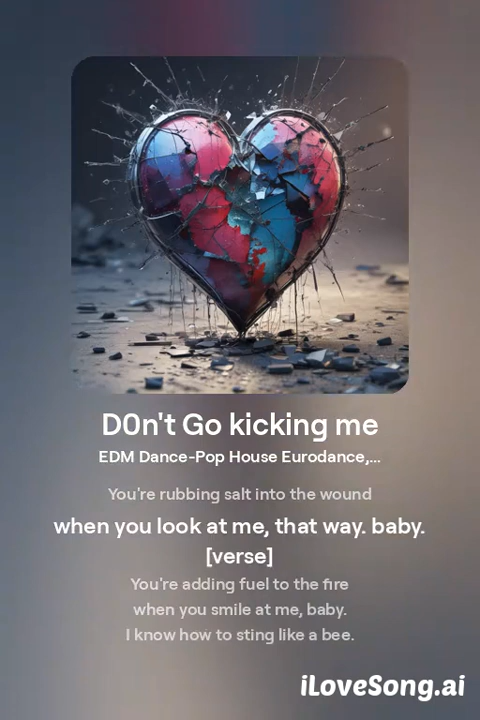 D0n't Go kicking me
EDM Dance-Pop House Eurodance,...
You're rubbing salt into the wound
when you look at me, that way. baby.
[verse]
You're adding fuel to the fire
when you smile at me, baby.
I know how to sting like a bee.
iLoveSong.ai